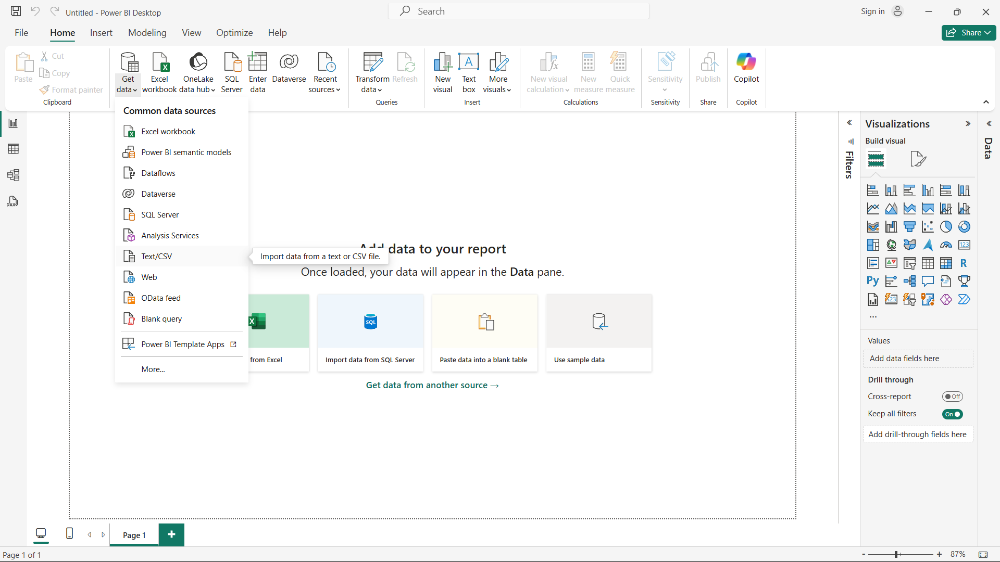 Untitled - Power BI Desktop
Search
Sign in
File
Home
Insert
Modeling
View
Optimize
Help
Share
Paste
Cut
Copy
Format painter
Clipboard
Get
data
Excel
workbook
OneLake
data hub
SQL
Server
Enter
data
Dataverse
Recent
sources
Transform
data
Refresh
Queries
New
visual
Text
box
More
visuals
Insert
New visual
calculation
New
measure
Quick
measure
Calculations
Sensitivity
Sensitivity
Publish
Share
Copilot
Copilot
Common data sources
Excel workbook
Power BI semantic models
Dataflows
Dataverse
SQL Server
Analysis Services
Text/CSV
Web
OData feed
Blank query
Power BI Template Apps
More...
Import data from a text or CSV file.
data to your report
Once loaded, your data will appear in the Data pane.
from Excel
SQL
Import data from SQL Server
Paste data into a blank table
Use sample data
Get data from another source →
Filters
Visualizations
Build visual
123
R
Py
123
...
Values
Add data fields here
Drill through
Cross-report
Off
Keep all filters
On
Add drill-through fields here
Data
DAX
Page 1
Page 1 of 1
- + 87%